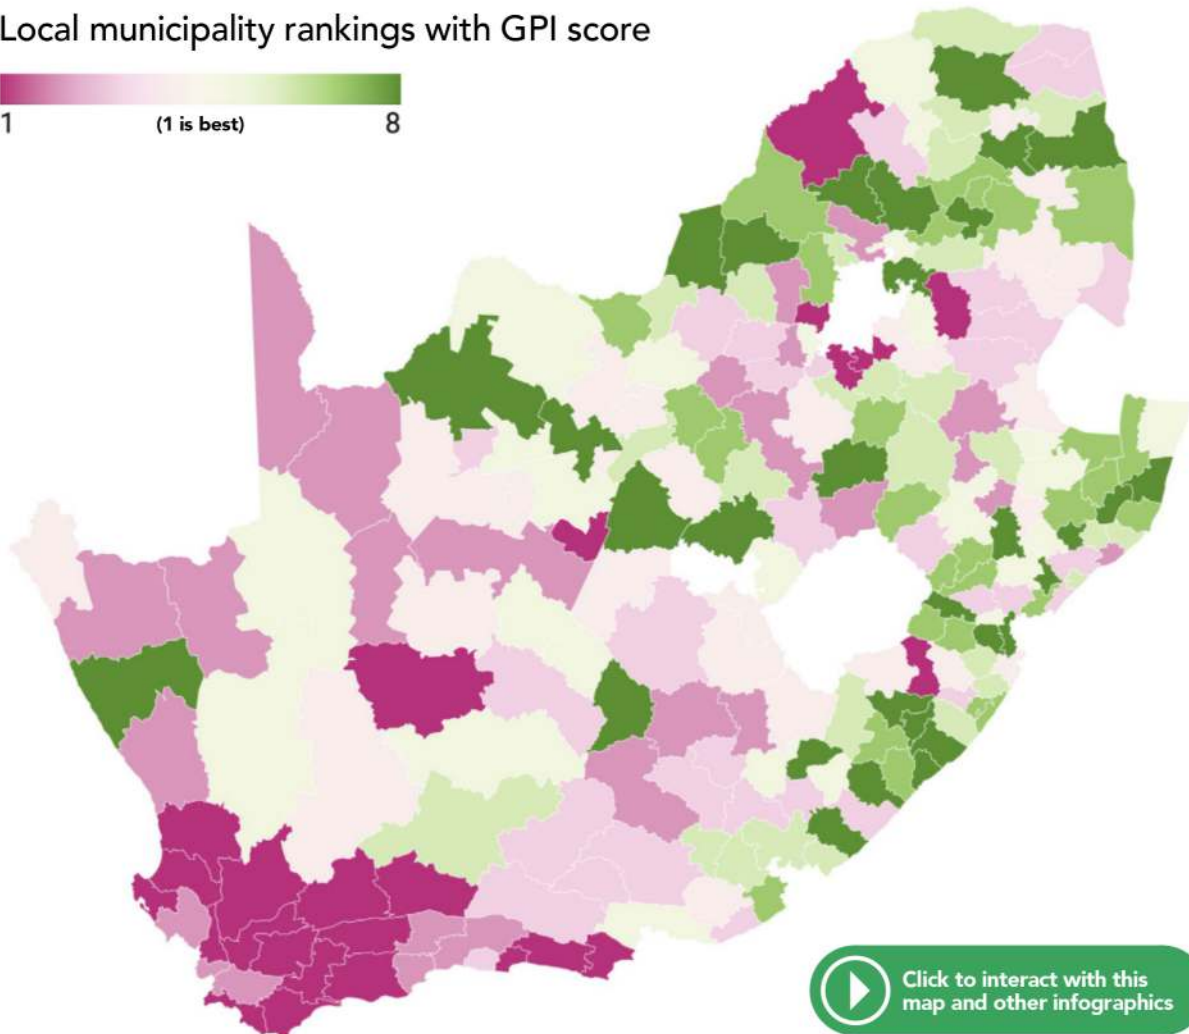 Local municipality rankings with GPI score
1 (1 is best) 8
Click to interact with this
map and other infographics